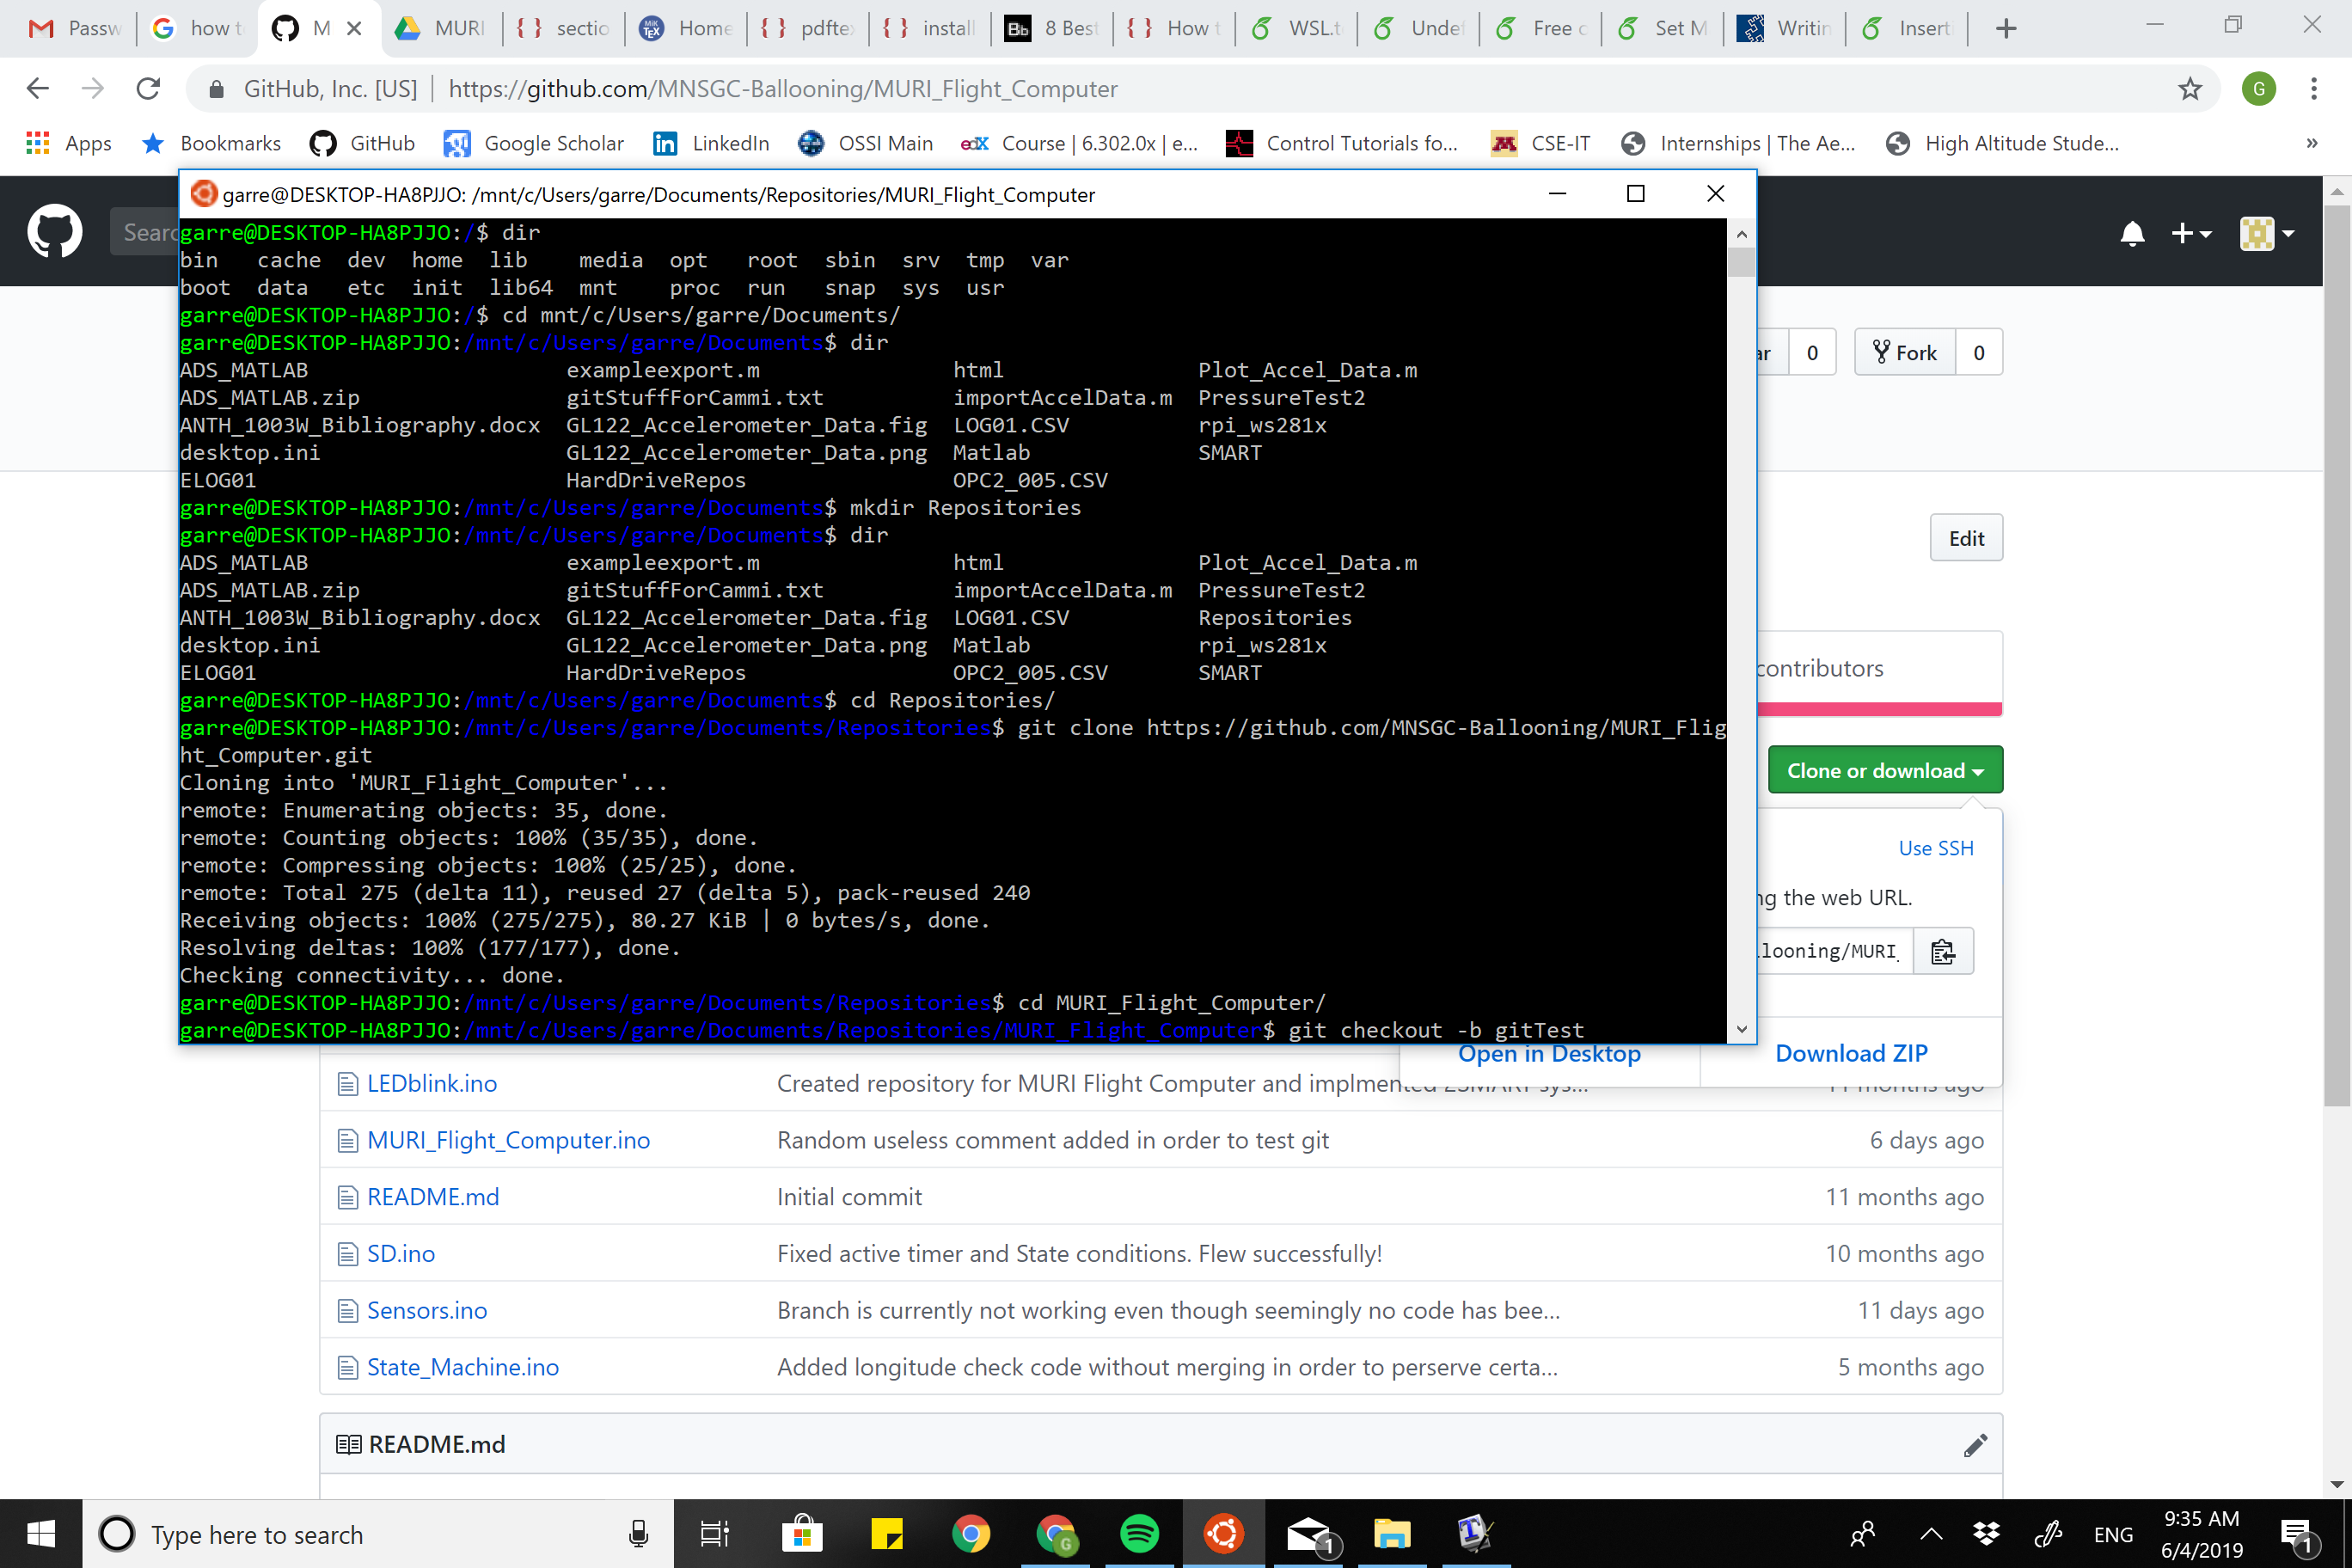 Passw
how t
M
MURI
sectio
Home
pdfte
install
8 Best
How t
WSL.t
Undef
Free c
Set M
Writin
Inserti
GitHub, Inc. [US] | https://github.com/MNSGC-Ballooning/MURI_Flight_Computer
G
Apps
Bookmarks
GitHub
Google Scholar
LinkedIn
OSSI Main
edX Course | 6.302.0x | e...
Control Tutorials fo...
CSE-IT
Internships | The Ae...
High Altitude Stude...
»
garre@DESKTOP-HA8PJJO: /mnt/c/Users/garre/Documents/Repositories/MURI_Flight_Computer
Searc
garre@DESKTOP-HA8PJJO:/$ dir
bin cache dev home lib media opt root sbin srv tmp var
boot data etc init lib64 mnt proc run snap sys usr
garre@DESKTOP-HA8PJJO:/$ cd mnt/c/Users/garre/Documents/
garre@DESKTOP-HA8PJJO:/mnt/c/Users/garre/Documents$ dir
ADS_MATLAB exampleexport.m html Plot_Accel_Data.m
ADS_MATLAB.zip gitStuffForCammi.txt importAccelData.m PressureTest2
ANTH_1003W_Bibliography.docx GL122_Accelerometer_Data.fig LOG01.CSV rpi_ws281x
desktop.ini GL122_Accelerometer_Data.png Matlab SMART
ELOG01 HardDriveRepos OPC2_005.CSV
garre@DESKTOP-HA8PJJO:/mnt/c/Users/garre/Documents$ mkdir Repositories
garre@DESKTOP-HA8PJJO:/mnt/c/Users/garre/Documents$ dir
ADS_MATLAB exampleexport.m html Plot_Accel_Data.m
ADS_MATLAB.zip gitStuffForCammi.txt importAccelData.m PressureTest2
ANTH_1003W_Bibliography.docx GL122_Accelerometer_Data.fig LOG01.CSV Repositories
desktop.ini GL122_Accelerometer_Data.png Matlab rpi_ws281x
ELOG01 HardDriveRepos OPC2_005.CSV SMART
garre@DESKTOP-HA8PJJO:/mnt/c/Users/garre/Documents$ cd Repositories/
garre@DESKTOP-HA8PJJO:/mnt/c/Users/garre/Documents/Repositories$ git clone https://github.com/MNSGC-Ballooning/MURI_Flig
ht_Computer.git
Cloning into 'MURI_Flight_Computer'...
remote: Enumerating objects: 35, done.
remote: Counting objects: 100% (35/35), done.
remote: Compressing objects: 100% (25/25), done.
remote: Total 275 (delta 11), reused 27 (delta 5), pack-reused 240
Receiving objects: 100% (275/275), 80.27 KiB | 0 bytes/s, done.
Resolving deltas: 100% (177/177), done.
Checking connectivity... done.
garre@DESKTOP-HA8PJJO:/mnt/c/Users/garre/Documents/Repositories$ cd MURI_Flight_Computer/
garre@DESKTOP-HA8PJJO:/mnt/c/Users/garre/Documents/Repositories/MURI_Flight_Computer$ git checkout -b gitTest
ar 0
Fork 0
Edit
contributors
Clone or download
Use SSH
ng the web URL.
looning/MURI_
Open in Desktop
Download ZIP
LEDblink.ino Created repository for MURI Flight Computer and implmented 2SMART sys... 11 months ago
MURI_Flight_Computer.ino Random useless comment added in order to test git 6 days ago
README.md Initial commit 11 months ago
SD.ino Fixed active timer and State conditions. Flew successfully! 10 months ago
Sensors.ino Branch is currently not working even though seemingly no code has bee... 11 days ago
State_Machine.ino Added longitude check code without merging in order to perserve certa... 5 months ago
README.md
Type here to search
G
1
ENG
9:35 AM
6/4/2019
1